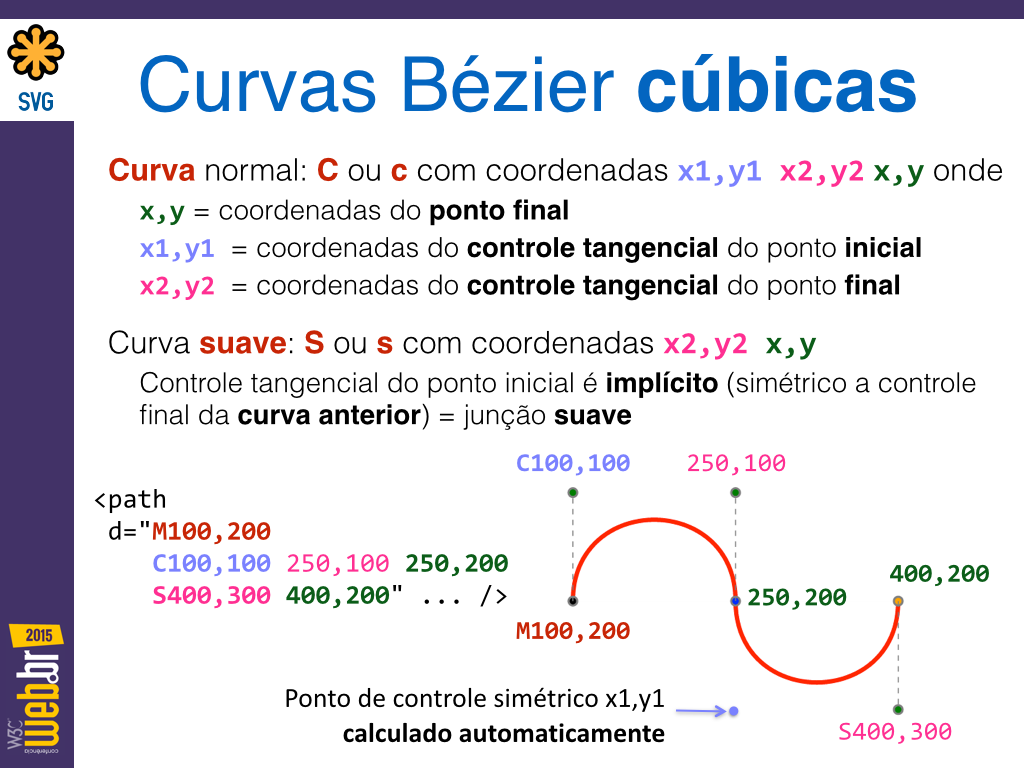 SVG
Curvas Bézier cúbicas
Curva normal: C ou c com coordenadas x1,y1 x2,y2 x,y onde
x,y = coordenadas do ponto final
x1,y1 = coordenadas do controle tangencial do ponto inicial
x2,y2 = coordenadas do controle tangencial do ponto final
Curva suave: S ou s com coordenadas x2,y2 x,y
Controle tangencial do ponto inicial é implícito (simétrico a controle
final da curva anterior) = junção suave
C100,100 250,100
<path
d="M100,200
C100,100 250,100 250,200
S400,300 400,200" ... />
400,200
250,200
M100,200
Ponto de controle simétrico x1,y1
calculado automaticamente
S400,300
2015
W3C
web.br
conferência